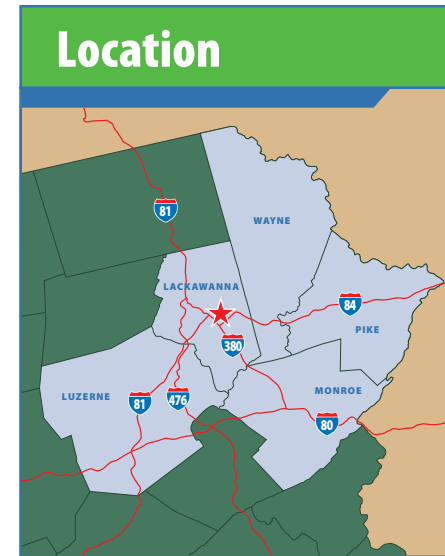 Location
81
WAYNE
LACKAWANNA
84
PIKE
380
LUZERNE
81
476
MONROE
80